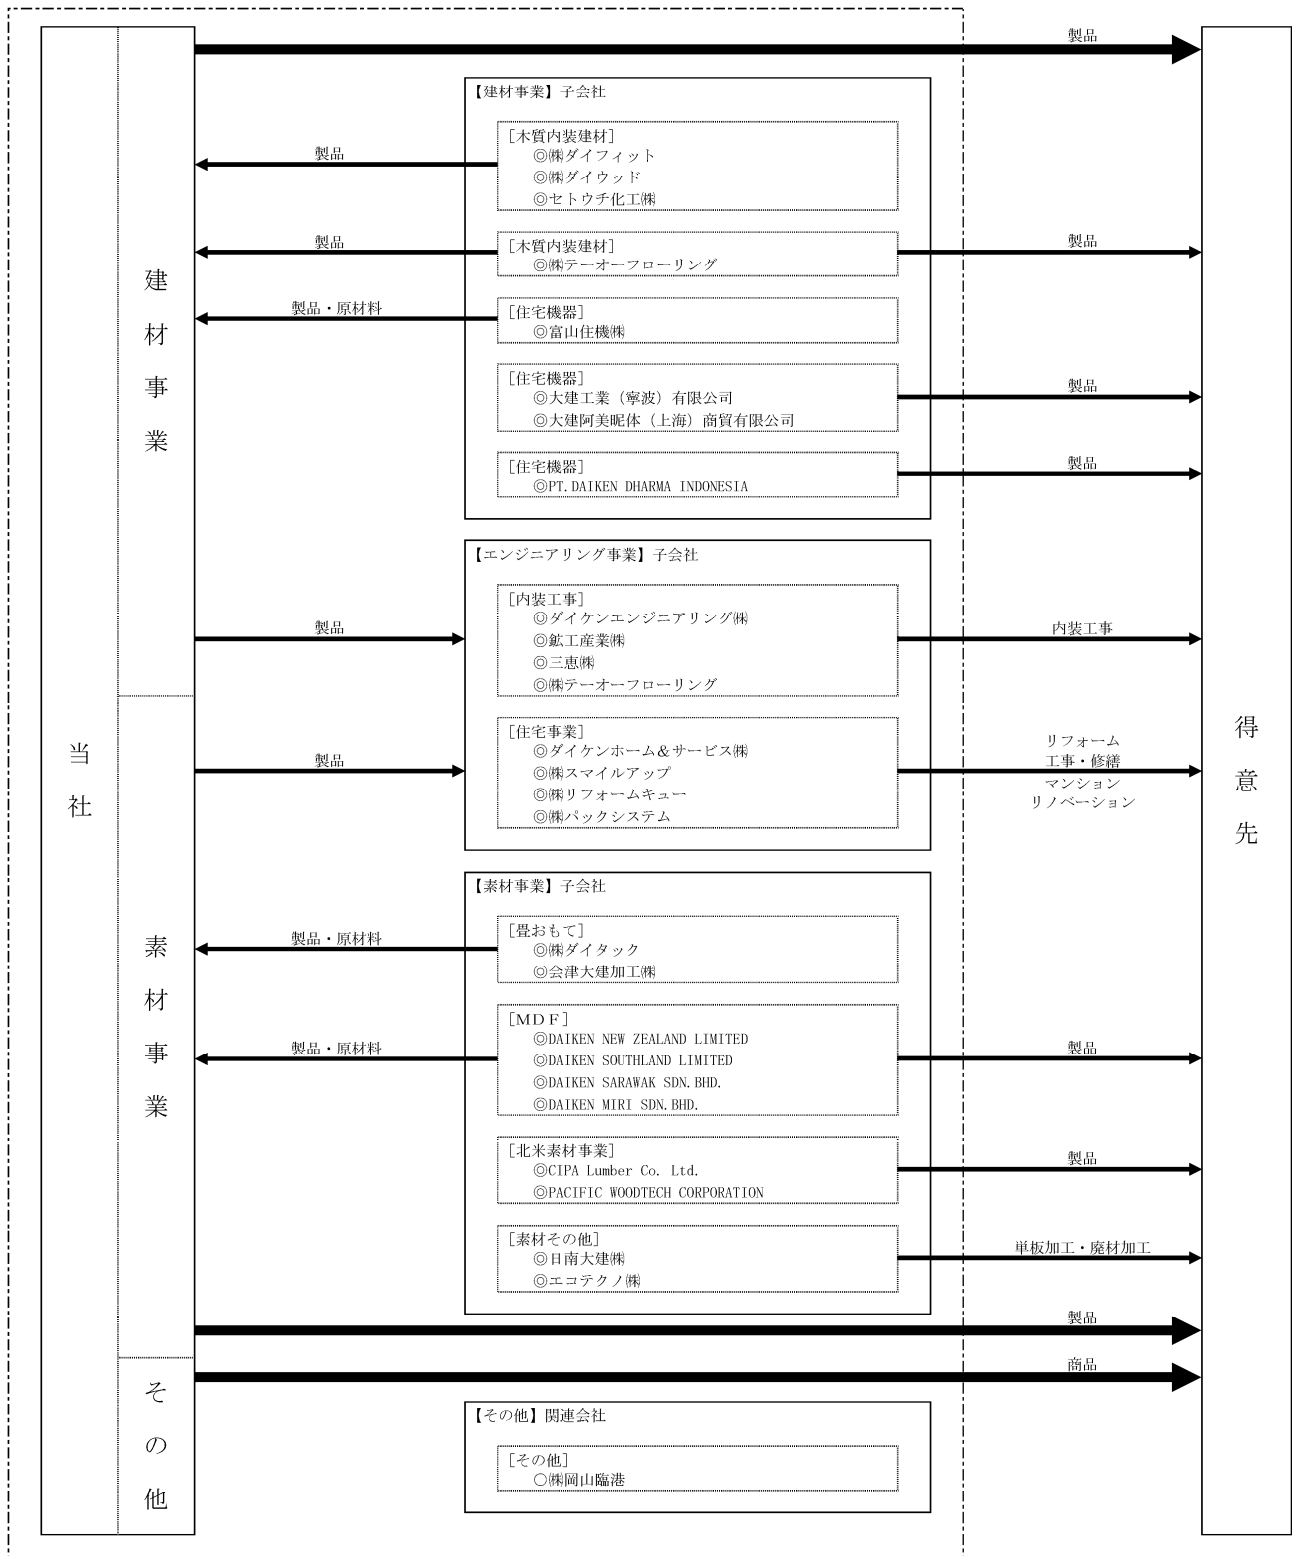 製品
【建材事業】子会社
［木質内装建材］
◎㈱ダイフィット
◎㈱ダイウッド
◎セトウチ化工㈱
製品
［木質内装建材］
◎㈱テーオーフローリング
製品
製品
［住宅機器］
◎富山住機㈱
製品・原材料
［住宅機器］
◎大建工業（寧波）有限公司
◎大建阿美昵体（上海）商貿有限公司
製品
［住宅機器］
◎PT.DAIKEN DHARMA INDONESIA
製品
建材事業
【エンジニアリング事業】子会社
［内装工事］
◎ダイケンエンジニアリング㈱
◎鉱工産業㈱
◎三恵㈱
◎㈱テーオーフローリング
製品
内装工事
［住宅事業］
◎ダイケンホーム＆サービス㈱
◎㈱スマイルアップ
◎㈱リフォームキュー
◎㈱パックシステム
製品
リフォーム
工事・修繕
マンション
リノベーション
当社
得意先
【素材事業】子会社
［畳おもて］
◎㈱ダイタック
◎会津大建加工㈱
製品・原材料
［ＭＤＦ］
◎DAIKEN NEW ZEALAND LIMITED
◎DAIKEN SOUTHLAND LIMITED
◎DAIKEN SARAWAK SDN.BHD.
◎DAIKEN MIRI SDN.BHD.
製品・原材料
製品
素材事業
［北米素材事業］
◎CIPA Lumber Co. Ltd.
◎PACIFIC WOODTECH CORPORATION
製品
［素材その他］
◎日南大建㈱
◎エコテクノ㈱
単板加工・廃材加工
製品
商品
その他
【その他】関連会社
［その他］
○㈱岡山臨港